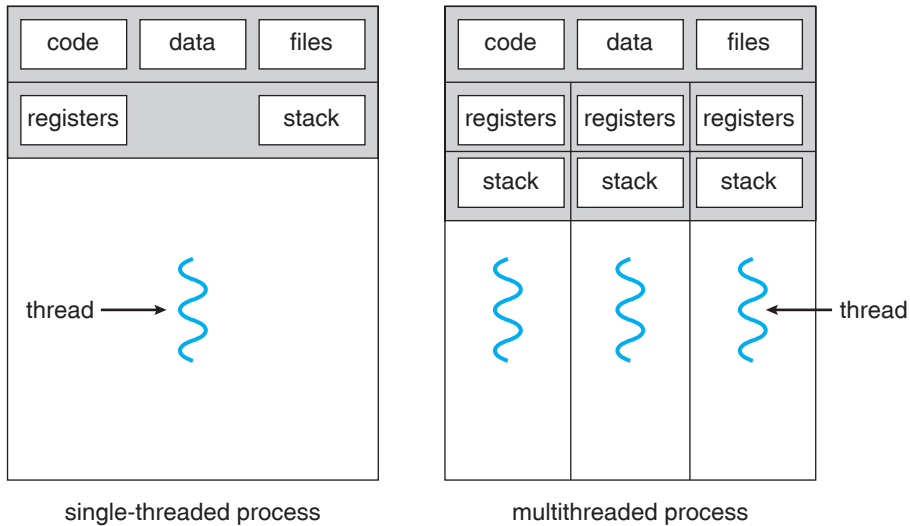 code data files
registers stack
thread
single-threaded process
code data files
registers registers registers
stack stack stack
thread
multithreaded process